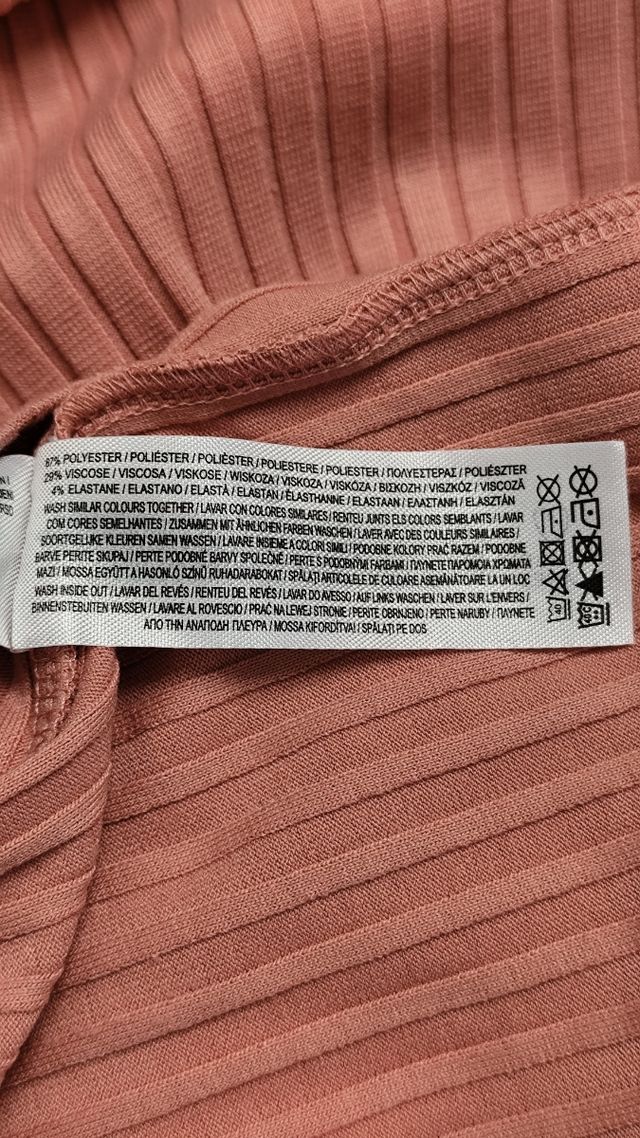 67% POLYESTER / POLIÉSTER / POLIÈSTER / POLIESTERE / POLIESTER / ΠΟΛΥΕΣΤΕΡΑΣ / POLIÉSZTER
29% VISCOSE / VISCOSA / VISKOSE / WISKOZA / VISKOZA / VISKÓZA / ΒΙΣΚΟΖΗ / VISZKÓZ / VISCOZĂ
4% ELASTANE / ELASTANO / ELASTÀ / ELASTAN / ÉLASTHANNE / ELASTAAN / ΕΛΑΣΤΑΝΗ / ELASZTÁN
WASH SIMILAR COLOURS TOGETHER / LAVAR CON COLORES SIMILARES / RENTEU JUNTS ELS COLORS SEMBLANTS / LAVAR
COM CORES SEMELHANTES / ZUSAMMEN MIT ÄHNLICHEN FARBEN WASCHEN / LAVER AVEC DES COULEURS SIMILAIRES /
SOORTGELIJKE KLEUREN SAMEN WASSEN / LAVARE INSIEME A COLORI SIMILI / PODOBNE KOLORY PRAĆ RAZEM / PODOBNE
BARVE PERITE SKUPAJ / PERTE PODOBNÉ BARVY SPOLEČNĚ / PERTE S PODOBNÝMI FARBAMI / ΠΛΥΝΕΤΕ ΠΑΡΟΜΟΙΑ ΧΡΩΜΑΤΑ
ΜΑΖΙ / MOSSA EGYÜTT A HASONLÓ SZÍNŰ RUHADARABOKAT / SPĂLAȚI ARTICOLELE DE CULOARE ASEMĂNĂTOARE LA UN LOC
WASH INSIDE OUT / LAVAR DEL REVÉS / RENTEU DEL REVÉS / LAVAR DO AVESSO / AUF LINKS WASCHEN / LAVER SUR L'ENVERS /
BINNENSTEBUITEN WASSEN / LAVARE AL ROVESCIO / PRAĆ NA LEWEJ STRONIE / PERITE OBRNJENO / PERTE NARUBY / ΠΛΥΝΕΤΕ
ΑΠΟ ΤΗΝ ΑΝΑΠΟΔΗ ΠΛΕΥΡΑ / MOSSA KIFORDÍTVA! / SPĂLAȚI PE DOS